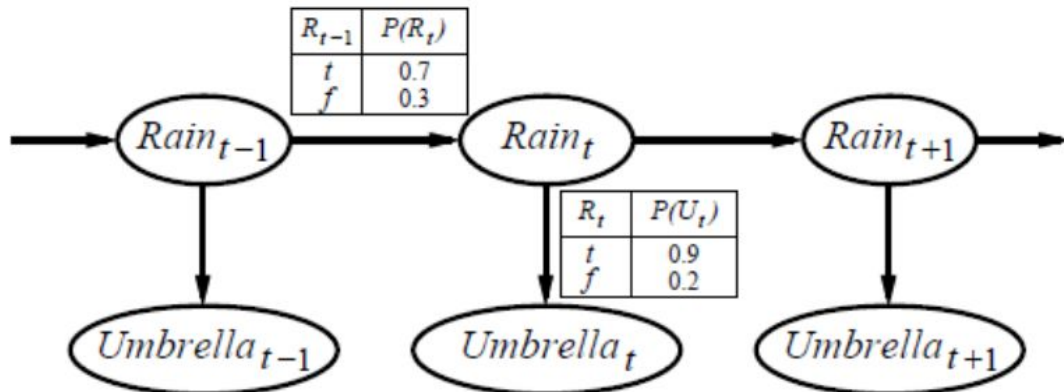 R_{t-1} P(R_t)
t 0.7
f 0.3
Rain_{t-1} Rain_t Rain_{t+1}
R_t P(U_t)
t 0.9
f 0.2
Umbrella_{t-1} Umbrella_t Umbrella_{t+1}